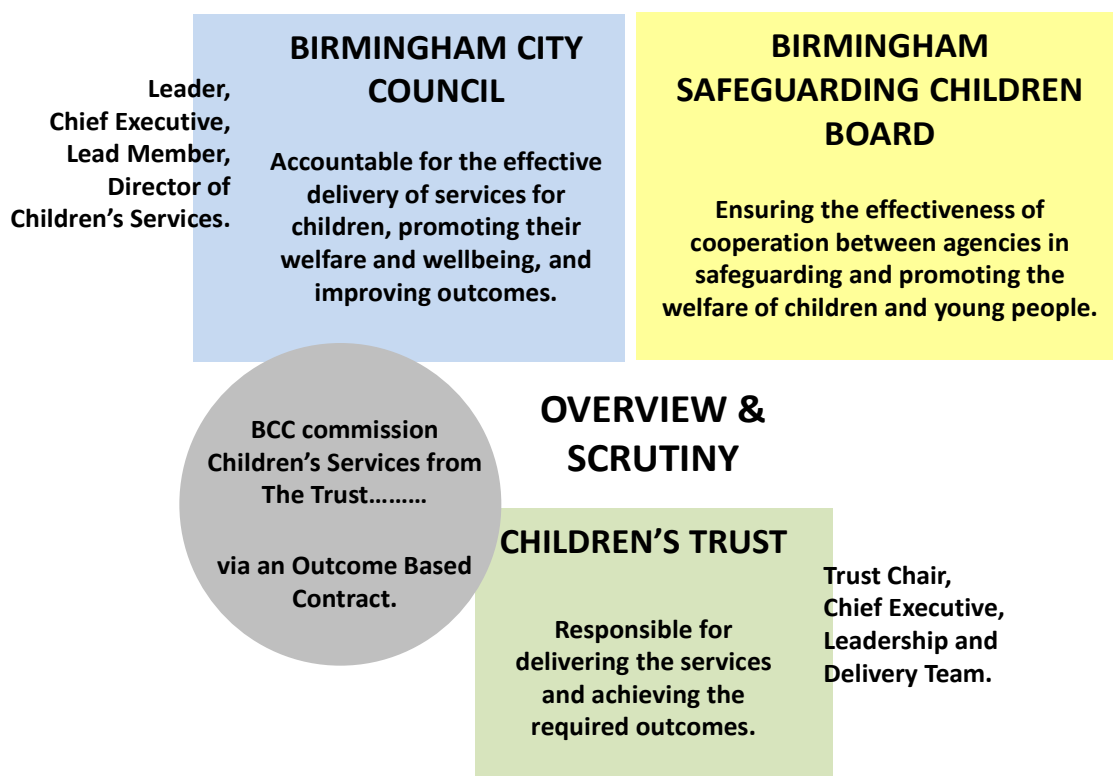 Leader,
Chief Executive,
Lead Member,
Director of
Children’s Services.
BIRMINGHAM CITY
COUNCIL
Accountable for the effective
delivery of services for
children, promoting their
welfare and wellbeing, and
improving outcomes.
BIRMINGHAM
SAFEGUARDING CHILDREN
BOARD
Ensuring the effectiveness of
cooperation between agencies in
safeguarding and promoting the
welfare of children and young people.
BCC commission
Children’s Services from
The Trust………
via an Outcome Based
Contract.
OVERVIEW &
SCRUTINY
CHILDREN’S TRUST
Responsible for
delivering the services
and achieving the
required outcomes.
Trust Chair,
Chief Executive,
Leadership and
Delivery Team.